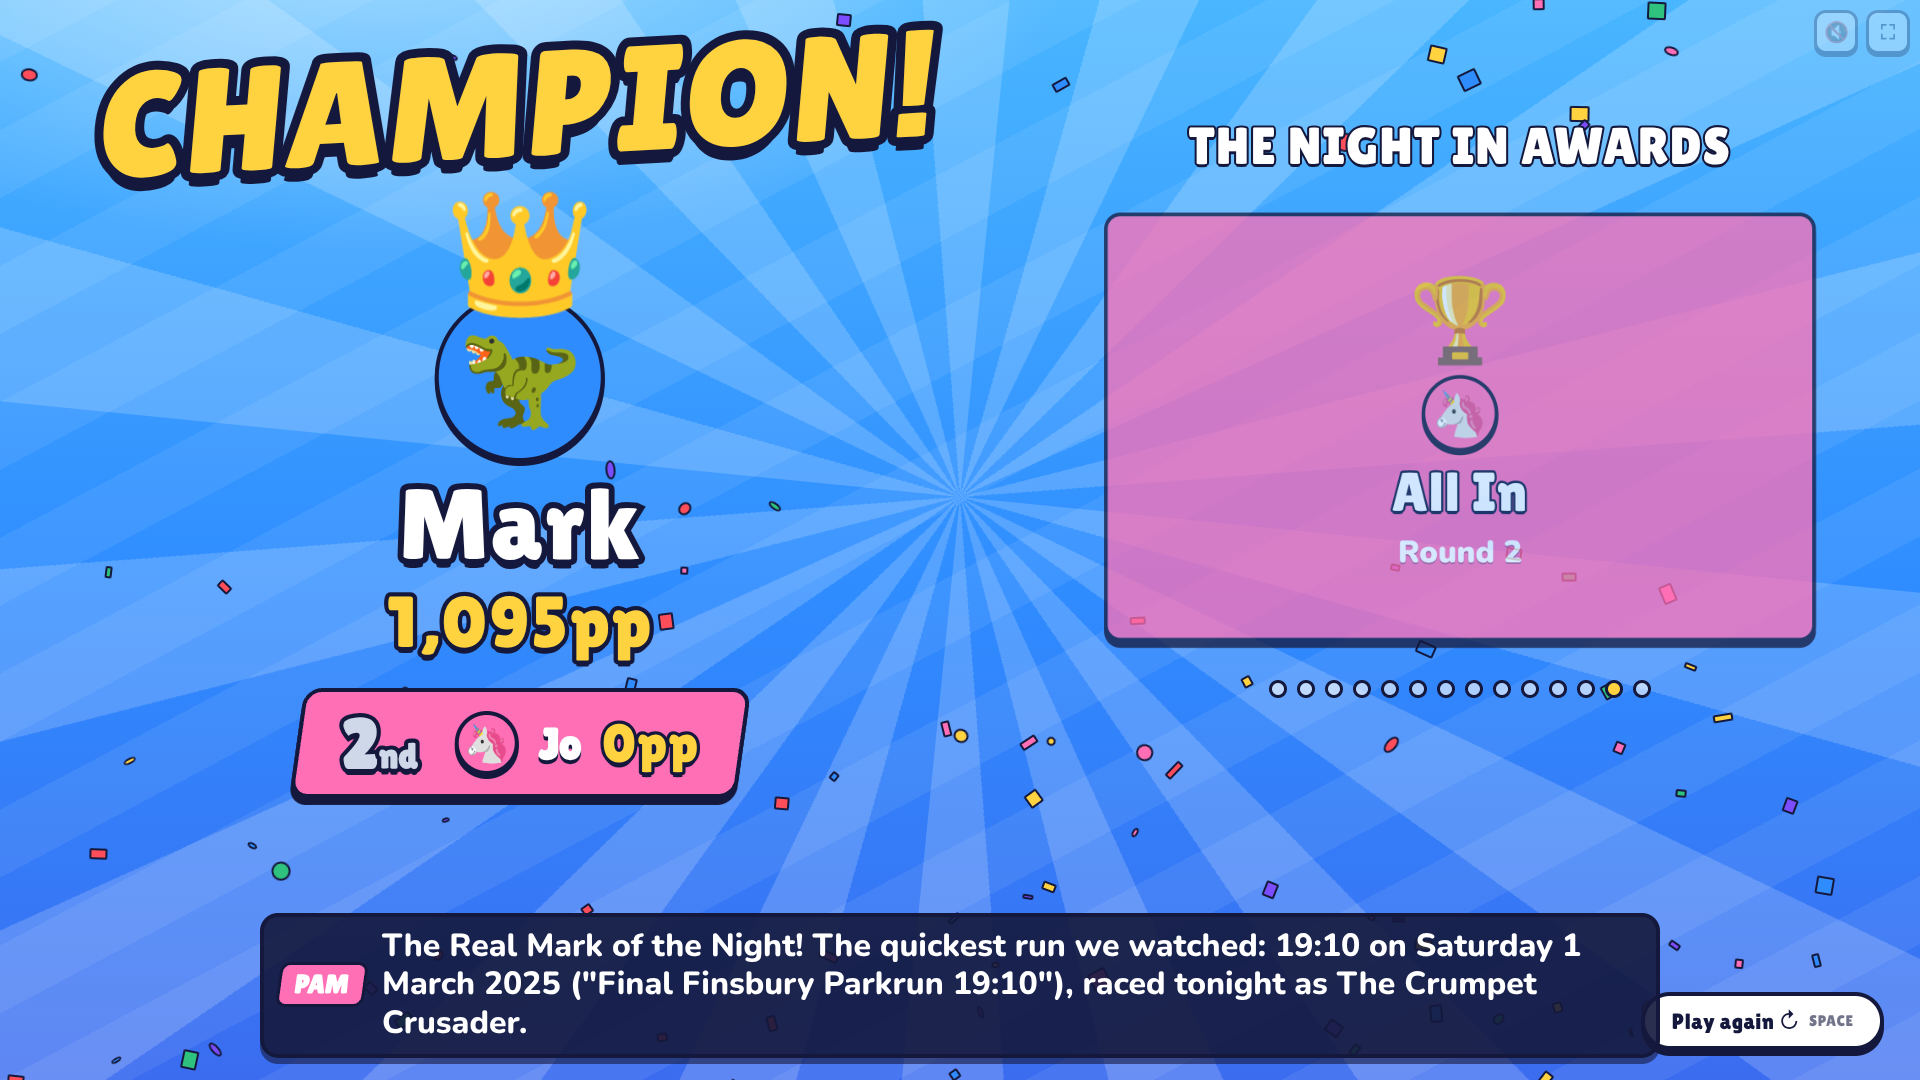 CHAMPION!
THE NIGHT IN AWARDS
All In
Round 2
Mark
1,095pp
2nd Jo 0pp
PAM
The Real Mark of the Night! The quickest run we watched: 19:10 on Saturday 1
March 2025 ("Final Finsbury Parkrun 19:10"), raced tonight as The Crumpet
Crusader.
Play again SPACE